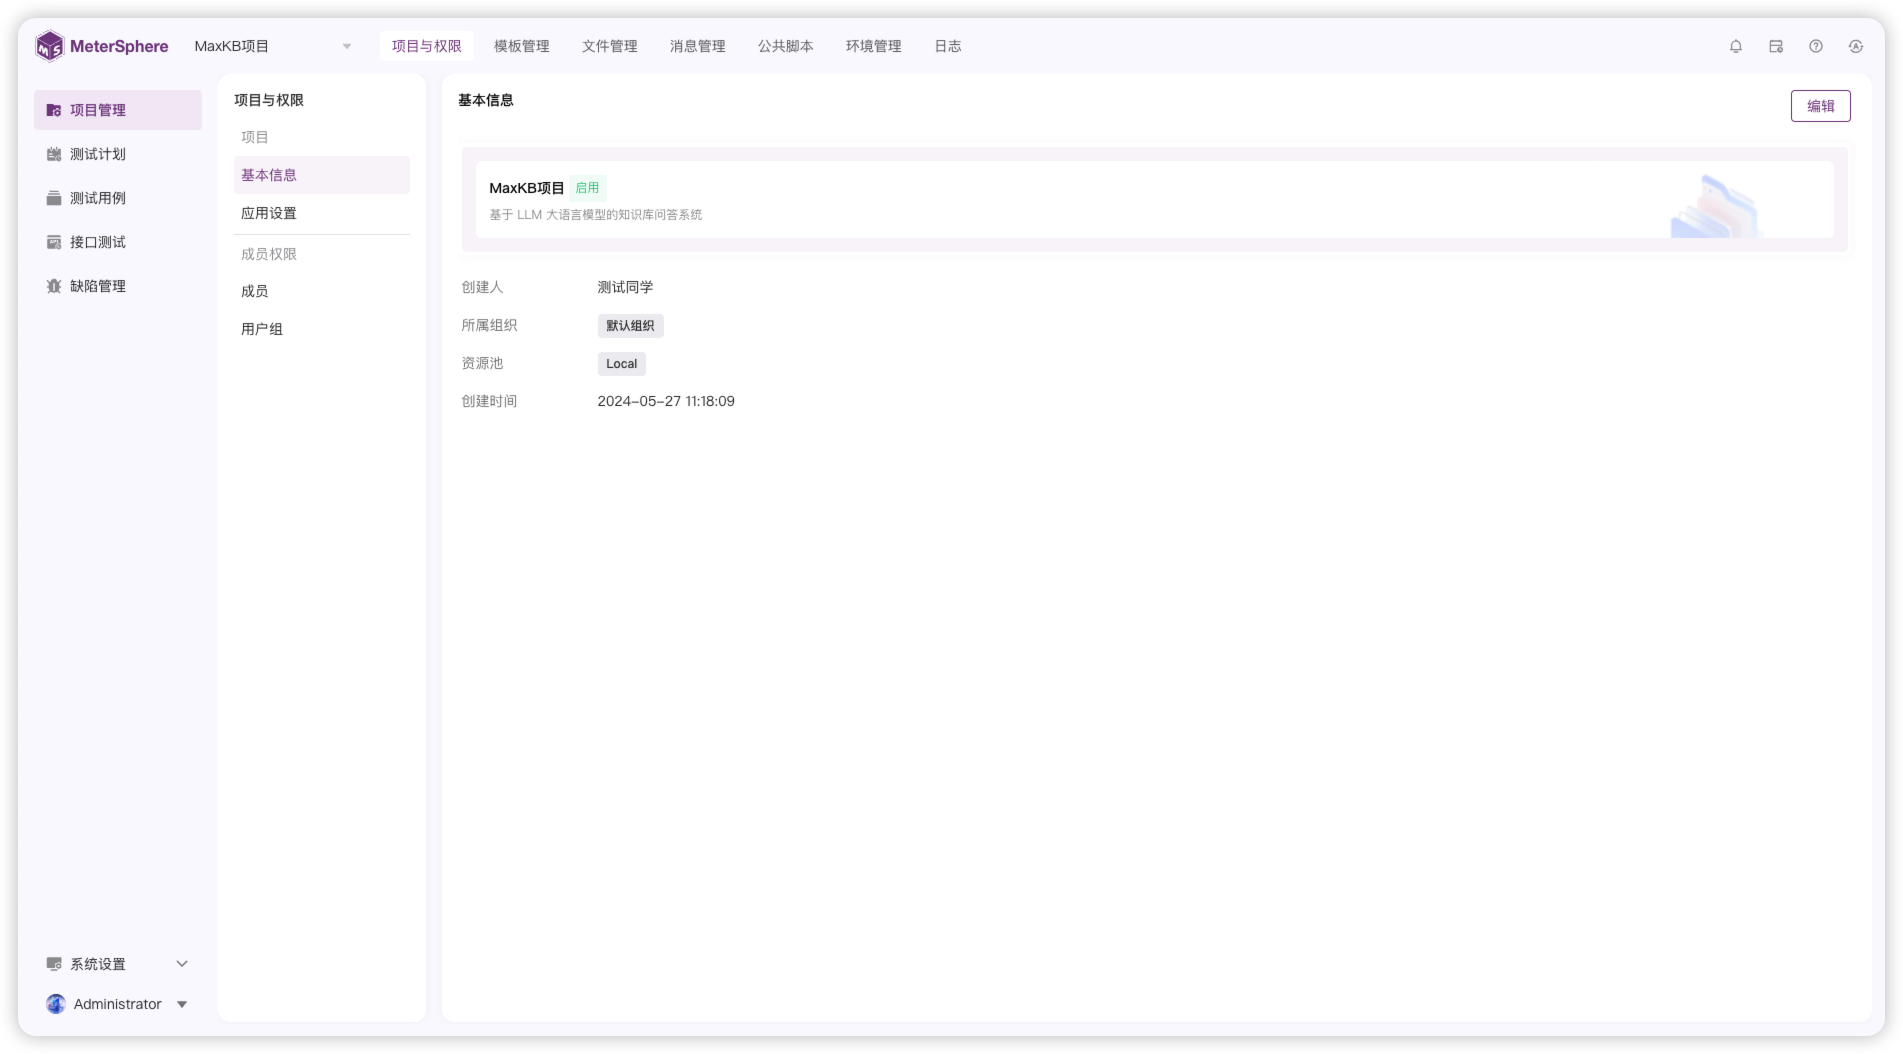 MeterSphere
MaxKB项目
项目与权限
模板管理
文件管理
消息管理
公共脚本
环境管理
日志
项目管理
测试计划
测试用例
接口测试
缺陷管理
系统设置
Administrator
项目与权限
项目
基本信息
应用设置
成员权限
成员
用户组
基本信息
编辑
MaxKB项目 启用
基于 LLM 大语言模型的知识库问答系统
创建人 测试同学
所属组织 默认组织
资源池 Local
创建时间 2024-05-27 11:18:09